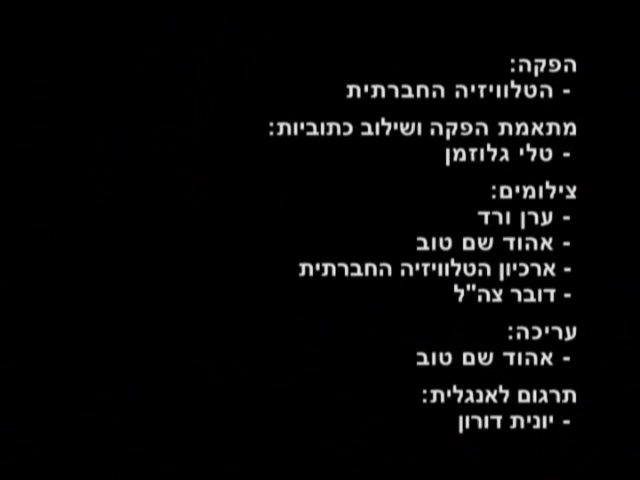 הפקה:
- הטלוויזיה החברתית
מתאמת הפקה ושילוב כתוביות:
- טלי גלוזמן
צילומים:
- ערן ורד
- אהוד שם טוב
- ארכיון הטלוויזיה החברתית
- דובר צה"ל
עריכה:
- אהוד שם טוב
תרגום לאנגלית:
- יונית דורון